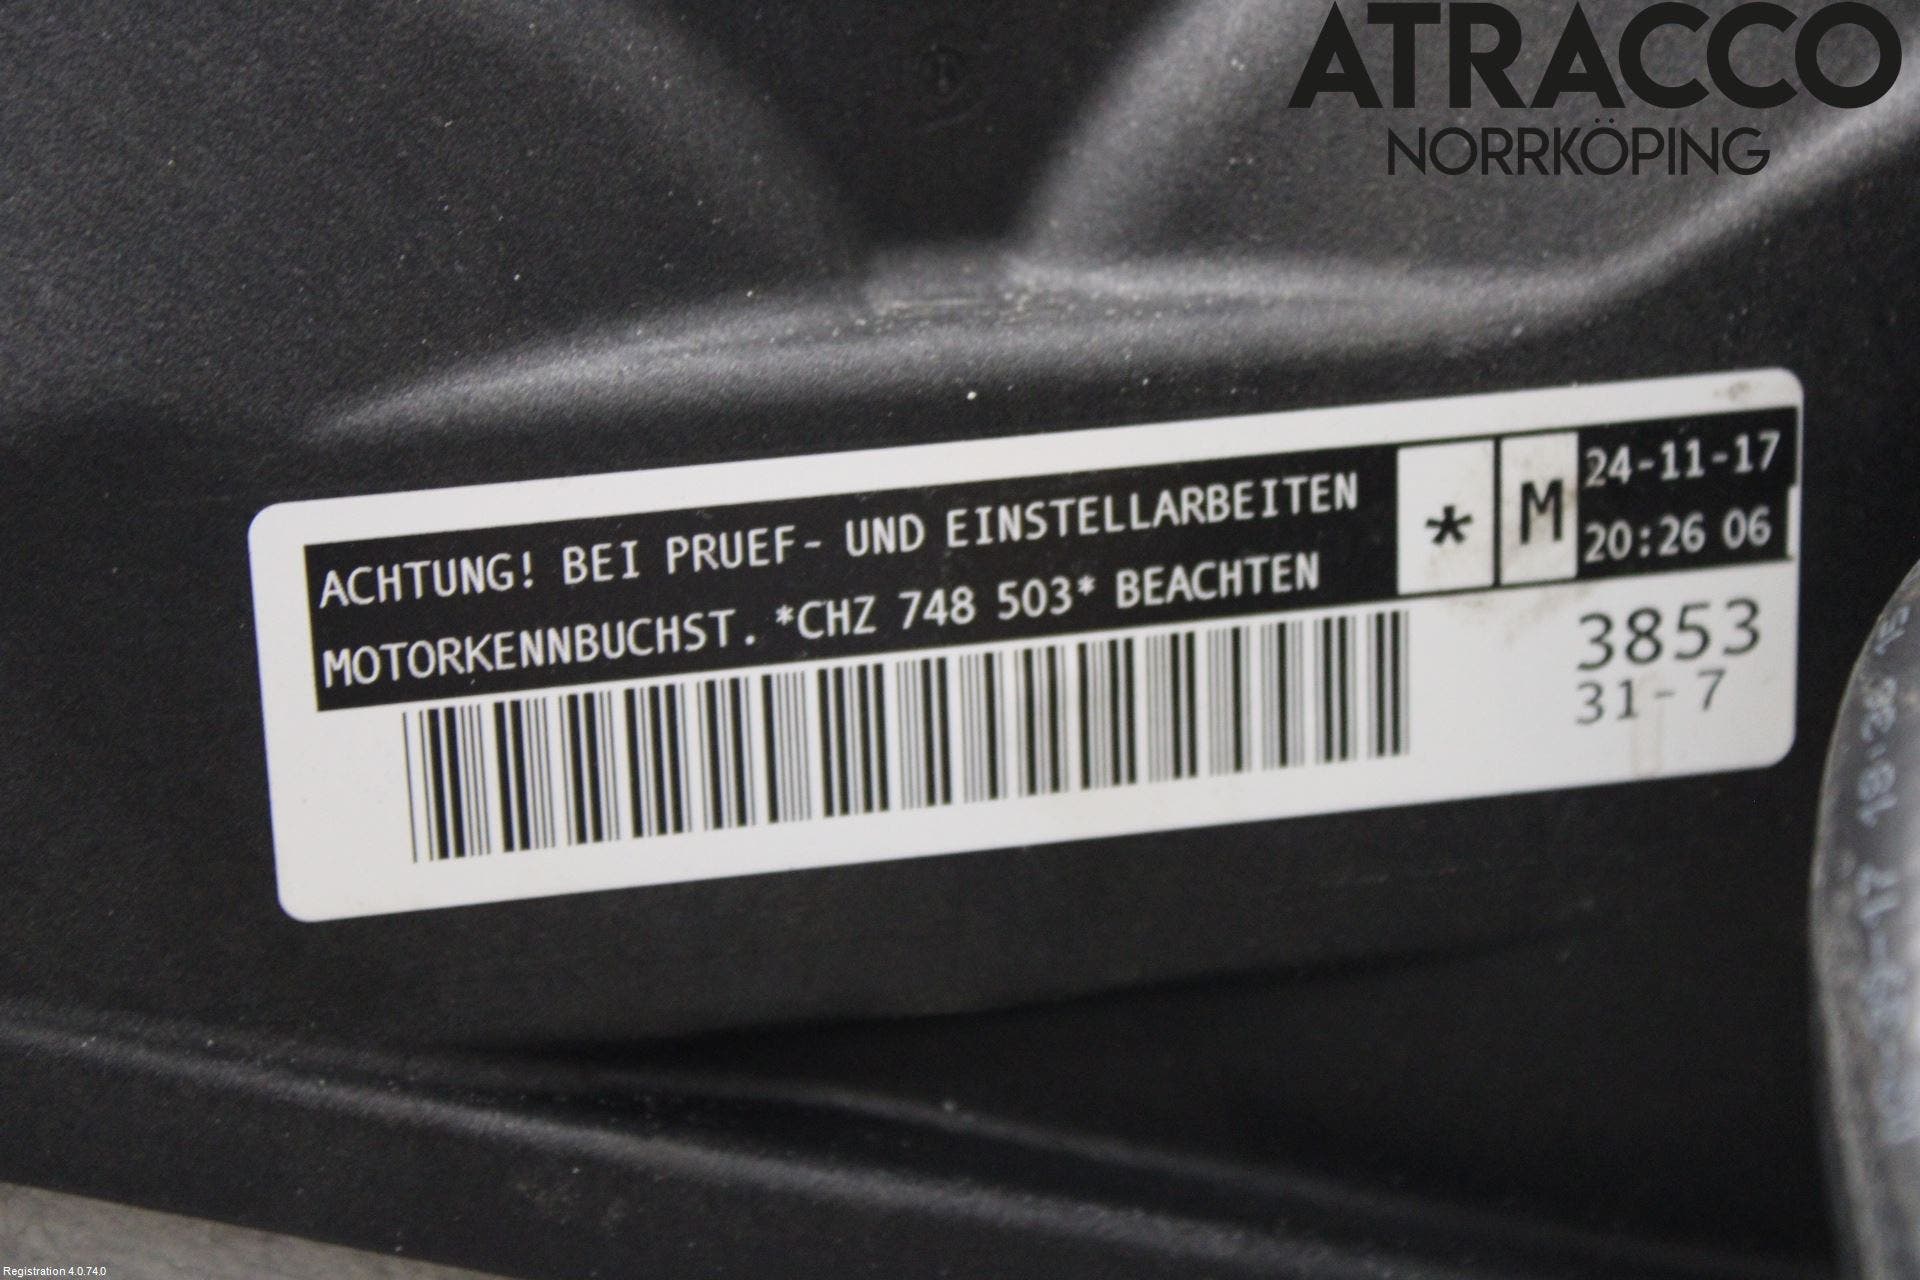 ATRACCO
NORRKÖPING
ACHTUNG! BEI PRUEF- UND EINSTELLARBEITEN
MOTORKENNBUCHST. *CHZ 748 503* BEACHTEN
* M
24-11-17
20:26 06
3853
31-7
Registration 4.0.74.0